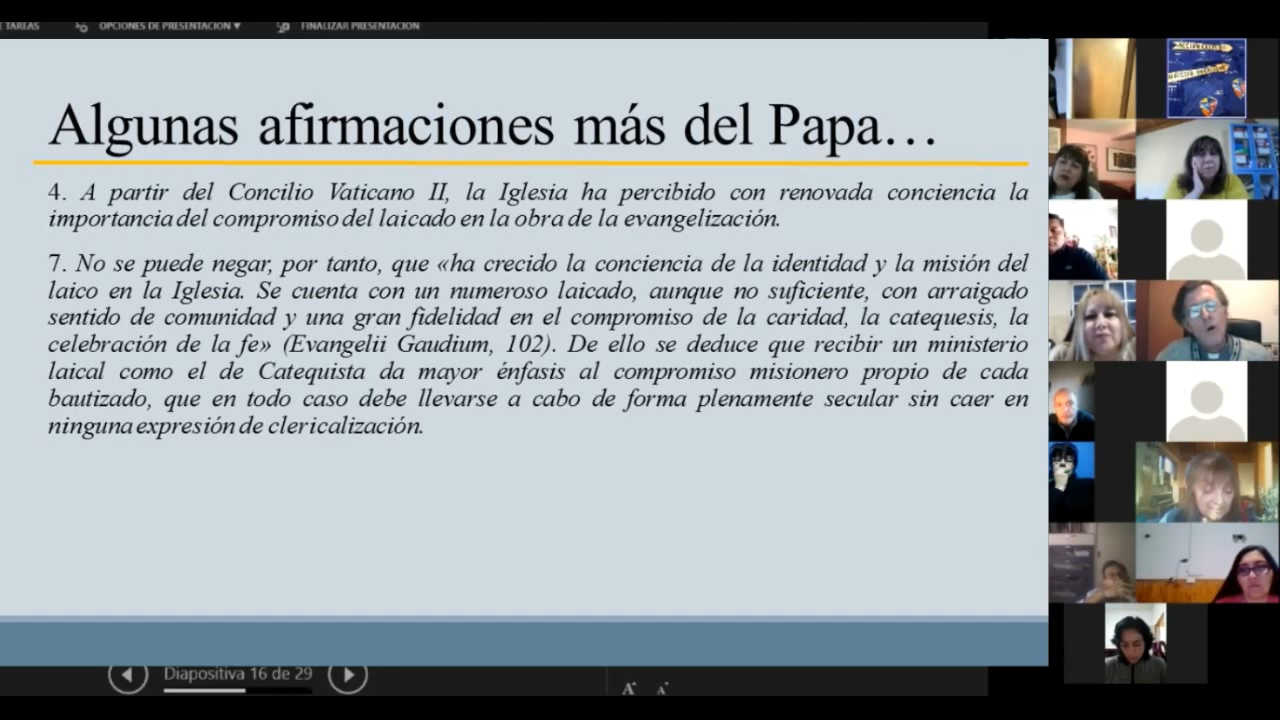 E TAREAS OPCIONES DE PRESENTACIÓN ▼ FINALIZAR PRESENTACIÓN
Algunas afirmaciones más del Papa…
4. A partir del Concilio Vaticano II, la Iglesia ha percibido con renovada conciencia la
importancia del compromiso del laicado en la obra de la evangelización.
7. No se puede negar, por tanto, que «ha crecido la conciencia de la identidad y la misión del
laico en la Iglesia. Se cuenta con un numeroso laicado, aunque no suficiente, con arraigado
sentido de comunidad y una gran fidelidad en el compromiso de la caridad, la catequesis, la
celebración de la fe» (Evangelii Gaudium, 102). De ello se deduce que recibir un ministerio
laical como el de Catequista da mayor énfasis al compromiso misionero propio de cada
bautizado, que en todo caso debe llevarse a cabo de forma plenamente secular sin caer en
ninguna expresión de clericalización.
Diapositiva 16 de 29
A A